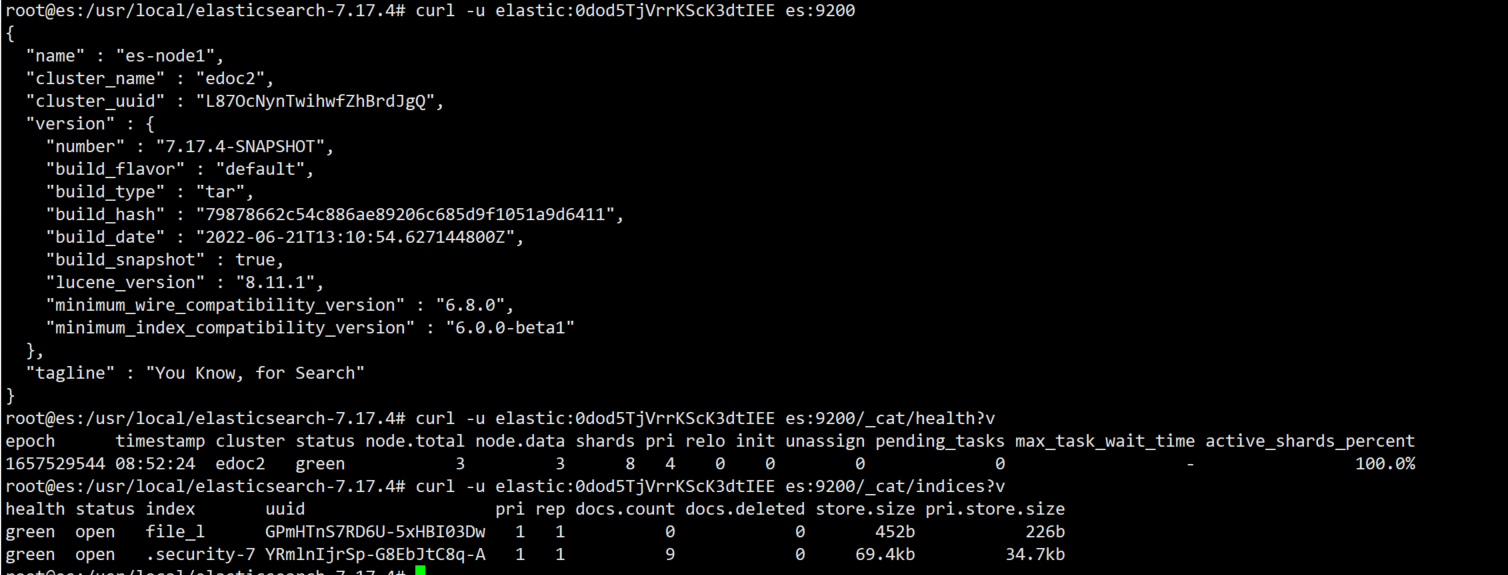 root@es:/usr/local/elasticsearch-7.17.4# curl -u elastic:0dod5TjVrrKScK3dtIEE es:9200
{
  "name" : "es-node1",
  "cluster_name" : "edoc2",
  "cluster_uuid" : "L87OcNynTwihwfZhBrdJgQ",
  "version" : {
    "number" : "7.17.4-SNAPSHOT",
    "build_flavor" : "default",
    "build_type" : "tar",
    "build_hash" : "79878662c54c886ae89206c685d9f1051a9d6411",
    "build_date" : "2022-06-21T13:10:54.627144800Z",
    "build_snapshot" : true,
    "lucene_version" : "8.11.1",
    "minimum_wire_compatibility_version" : "6.8.0",
    "minimum_index_compatibility_version" : "6.0.0-beta1"
  },
  "tagline" : "You Know, for Search"
}
root@es:/usr/local/elasticsearch-7.17.4# curl -u elastic:0dod5TjVrrKScK3dtIEE es:9200/_cat/health?v
epoch      timestamp cluster status node.total node.data shards pri relo init unassign pending_tasks max_task_wait_time active_shards_percent
1657529544 08:52:24  edoc2   green           3         3      8   4    0    0        0             0                  -                100.0%
root@es:/usr/local/elasticsearch-7.17.4# curl -u elastic:0dod5TjVrrKScK3dtIEE es:9200/_cat/indices?v
health status index       uuid                   pri rep docs.count docs.deleted store.size pri.store.size
green  open   file_l      GPmHTnS7RD6U-5xHBI03Dw   1   1          0            0       452b           226b
green  open   .security-7 YRmlnIjrSp-G8EbJtC8q-A   1   1          9            0     69.4kb         34.7kb
root@es:/usr/local/elasticsearch-7.17.4#